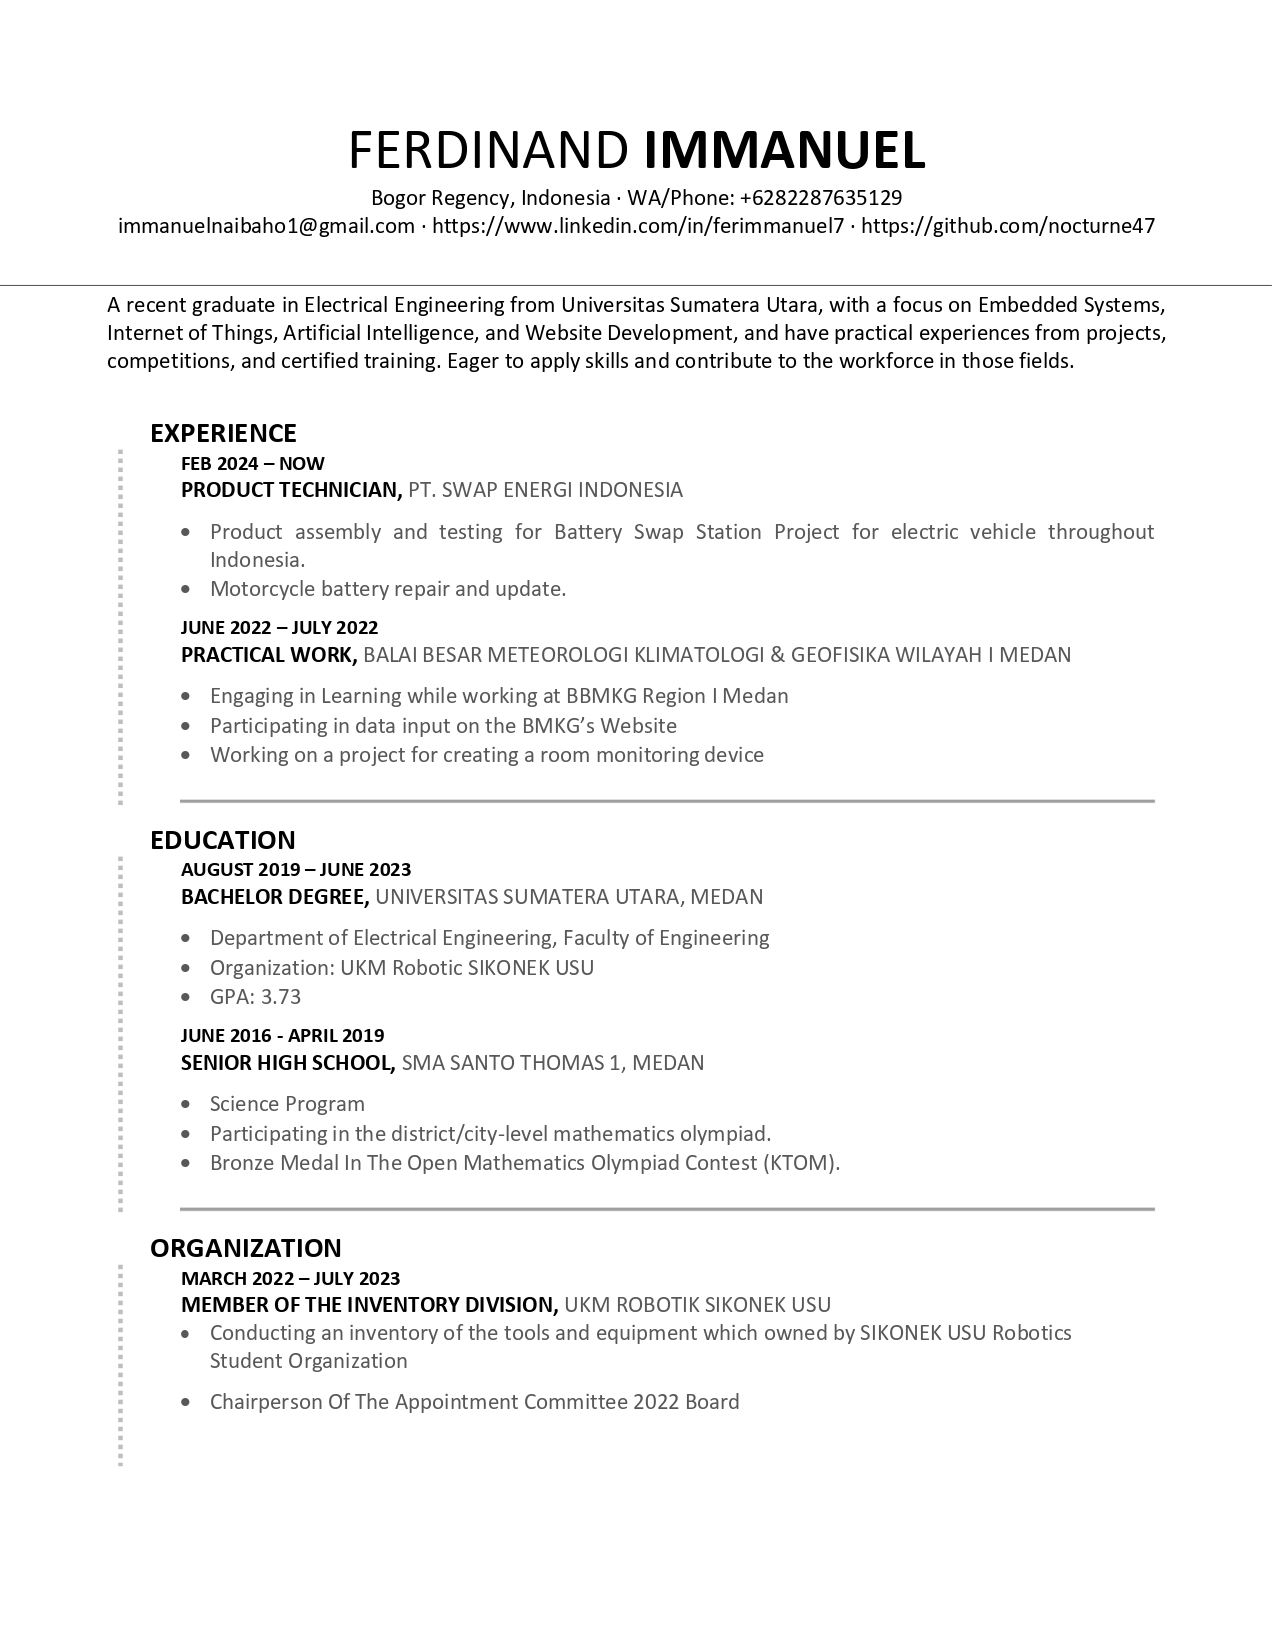 FERDINAND IMMANUEL
Bogor Regency, Indonesia · WA/Phone: +6282287635129
immanuelnaibaho1@gmail.com · https://www.linkedin.com/in/ferimmanuel7 · https://github.com/nocturne47
A recent graduate in Electrical Engineering from Universitas Sumatera Utara, with a focus on Embedded Systems,
Internet of Things, Artificial Intelligence, and Website Development, and have practical experiences from projects,
competitions, and certified training. Eager to apply skills and contribute to the workforce in those fields.
EXPERIENCE
FEB 2024 – NOW
PRODUCT TECHNICIAN, PT. SWAP ENERGI INDONESIA
• Product assembly and testing for Battery Swap Station Project for electric vehicle throughout
Indonesia.
• Motorcycle battery repair and update.
JUNE 2022 – JULY 2022
PRACTICAL WORK, BALAI BESAR METEOROLOGI KLIMATOLOGI & GEOFISIKA WILAYAH I MEDAN
• Engaging in Learning while working at BBMKG Region I Medan
• Participating in data input on the BMKG’s Website
• Working on a project for creating a room monitoring device
EDUCATION
AUGUST 2019 – JUNE 2023
BACHELOR DEGREE, UNIVERSITAS SUMATERA UTARA, MEDAN
• Department of Electrical Engineering, Faculty of Engineering
• Organization: UKM Robotic SIKONEK USU
• GPA: 3.73
JUNE 2016 - APRIL 2019
SENIOR HIGH SCHOOL, SMA SANTO THOMAS 1, MEDAN
• Science Program
• Participating in the district/city-level mathematics olympiad.
• Bronze Medal In The Open Mathematics Olympiad Contest (KTOM).
ORGANIZATION
MARCH 2022 – JULY 2023
MEMBER OF THE INVENTORY DIVISION, UKM ROBOTIK SIKONEK USU
• Conducting an inventory of the tools and equipment which owned by SIKONEK USU Robotics
Student Organization
• Chairperson Of The Appointment Committee 2022 Board